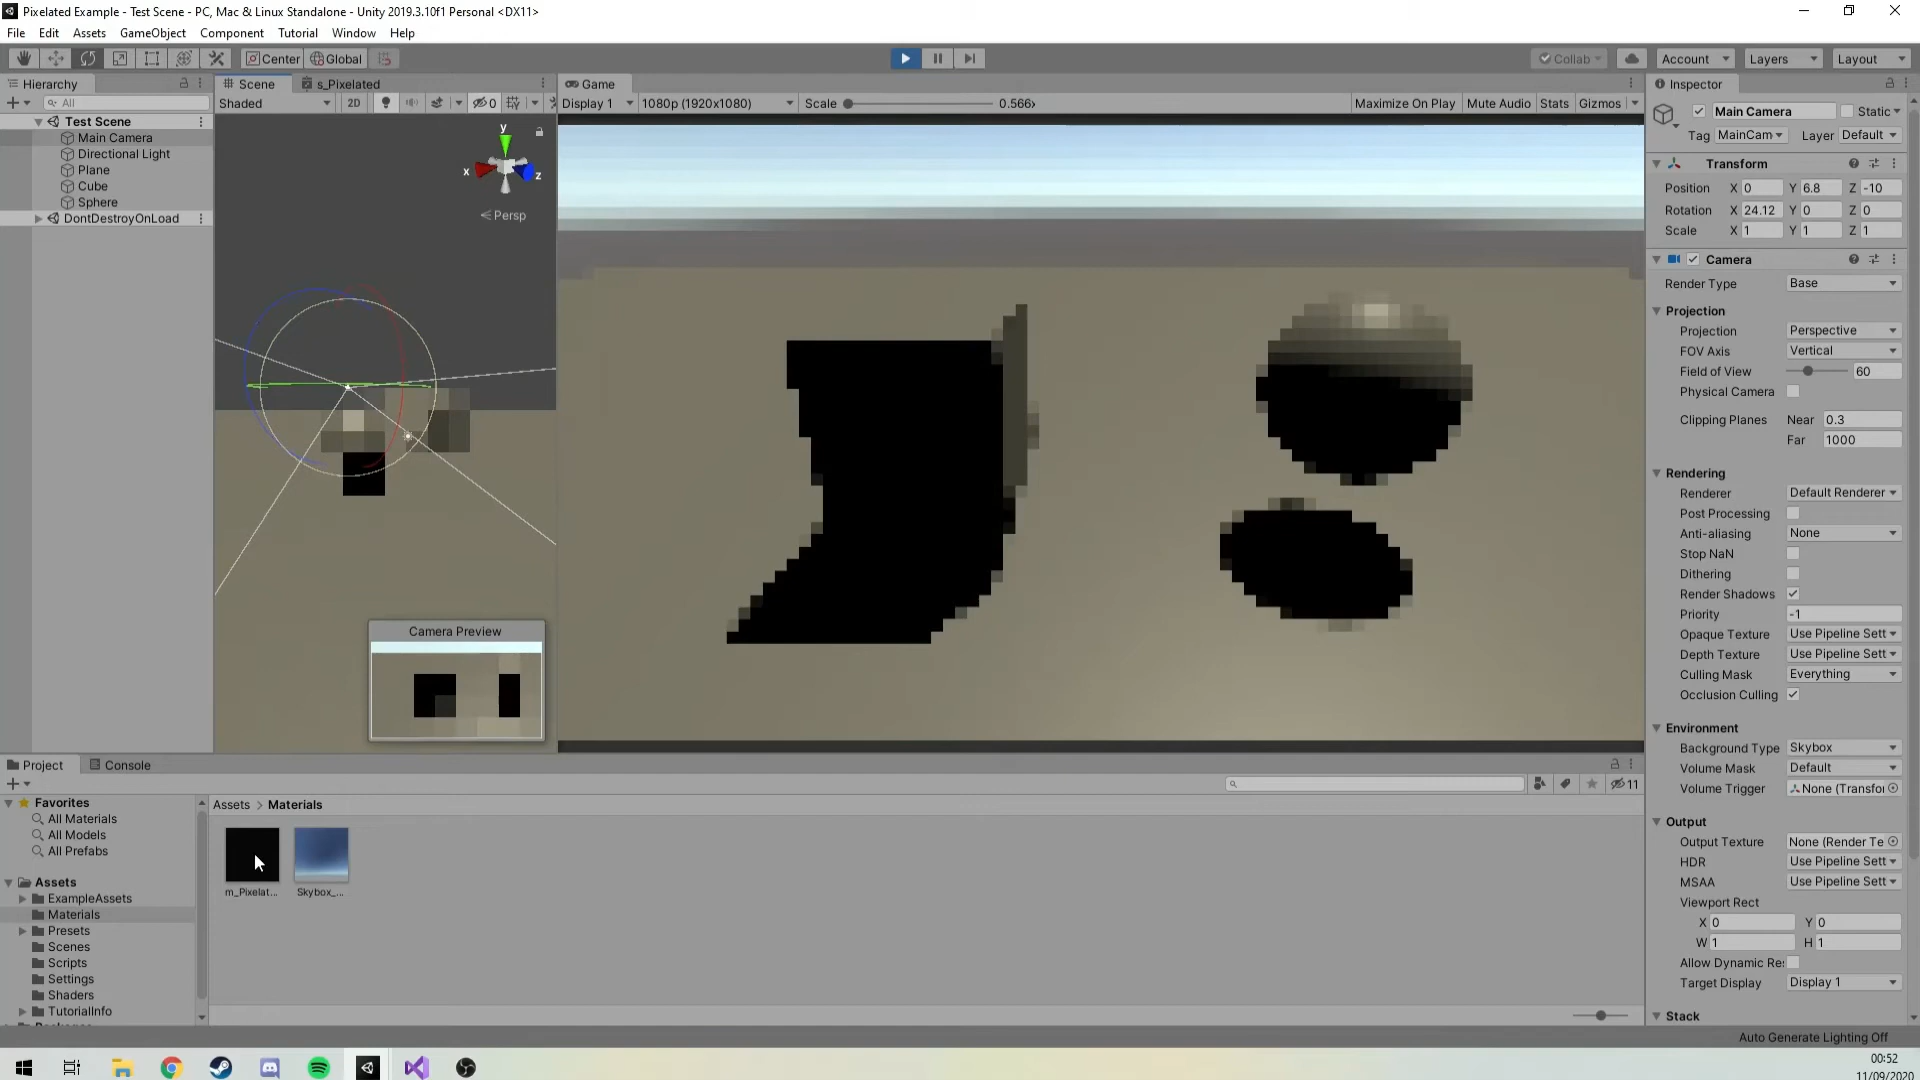 Pixelated Example - Test Scene - PC, Mac & Linux Standalone - Unity 2019.3.10f1 Personal <DX11>
File Edit Assets GameObject Component Tutorial Window Help
Center Global Collab Account Layers Layout
Hierarchy
All
Test Scene
Main Camera
Directional Light
Plane
Cube
Sphere
DontDestroyOnLoad
Scene s_Pixelated
Shaded 2D 0
y
x z
Persp
Camera Preview
Game
Display 1 1080p (1920x1080) Scale 0.566x Maximize On Play Mute Audio Stats Gizmos
Inspector
Main Camera Static
Tag MainCam Layer Default
Transform
Position X 0 Y 6.8 Z -10
Rotation X 24.12 Y 0 Z 0
Scale X 1 Y 1 Z 1
Camera
Render Type Base
Projection
Projection Perspective
FOV Axis Vertical
Field of View 60
Physical Camera
Clipping Planes Near 0.3
Far 1000
Rendering
Renderer Default Renderer
Post Processing
Anti-aliasing None
Stop NaN
Dithering
Render Shadows
Priority -1
Opaque Texture Use Pipeline Sett
Depth Texture Use Pipeline Sett
Culling Mask Everything
Occlusion Culling
Environment
Background Type Skybox
Volume Mask Default
Volume Trigger None (Transfor
Output
Output Texture None (Render Te
HDR Use Pipeline Sett
MSAA Use Pipeline Sett
Viewport Rect
X 0 Y 0
W 1 H 1
Allow Dynamic Res
Target Display Display 1
Stack
Project Console
11
Favorites
All Materials
All Models
All Prefabs
Assets
ExampleAssets
Materials
Presets
Scenes
Scripts
Settings
Shaders
TutorialInfo
Assets > Materials
m_Pixelat... Skybox_...
Auto Generate Lighting Off
00:52
11/09/2020